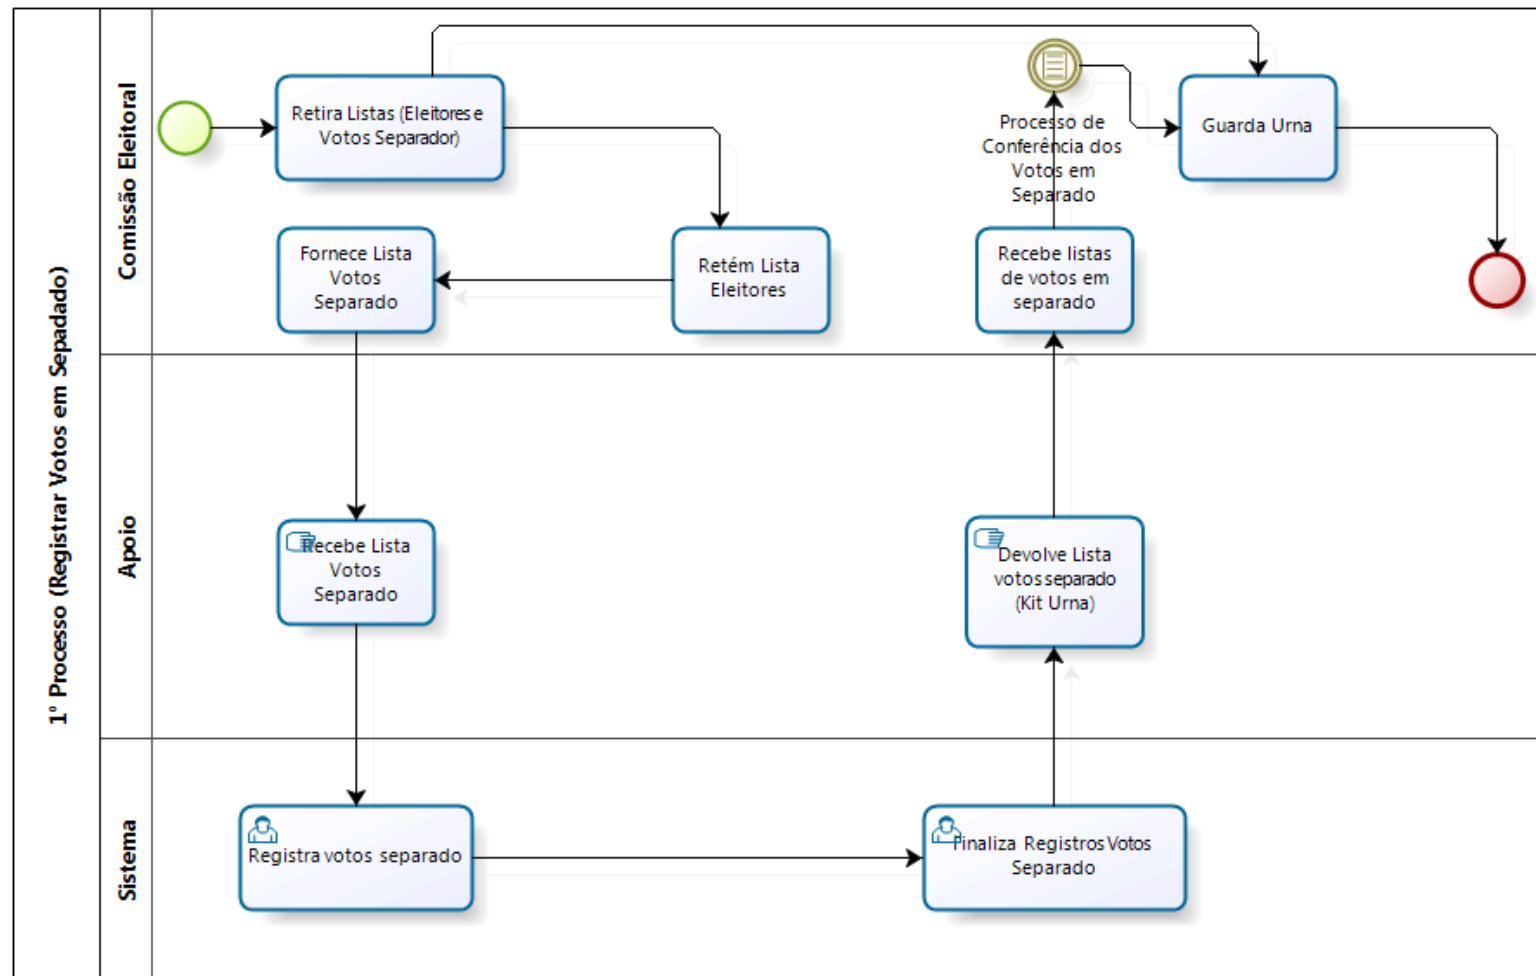 1º Processo (Registrar Votos em Sepadado)
Comissão Eleitoral
Retira Listas (Eleitores e
Votos Separador)
Processo de
Conferência dos
Votos em
Separado
Guarda Urna
Fornece Lista
Votos
Separado
Retém Lista
Eleitores
Recebe listas
de votos em
separado
Apoio
Recebe Lista
Votos
Separado
Devolve Lista
votos separado
(Kit Urna)
Sistema
Registra votos separado
Finaliza Registros Votos
Separado